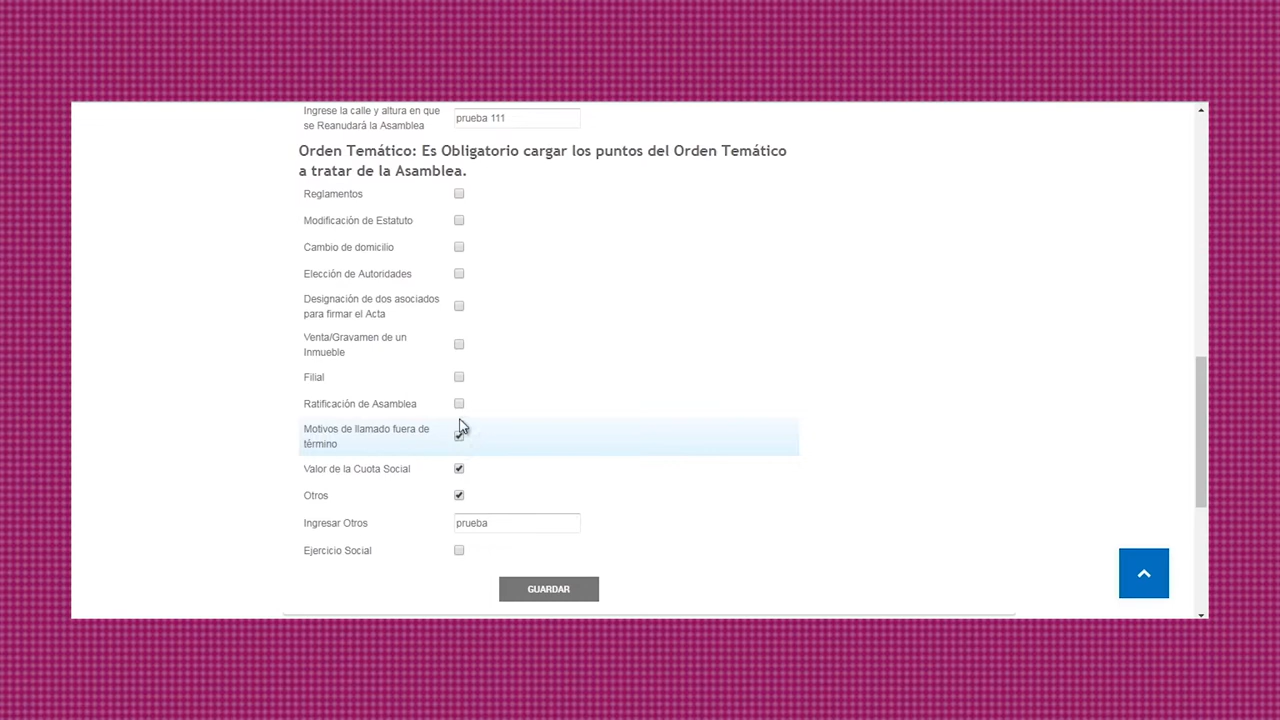 Ingrese la calle y altura en que
se Reanudará la Asamblea
prueba 111
Orden Temático: Es Obligatorio cargar los puntos del Orden Temático
a tratar de la Asamblea.
Reglamentos
Modificación de Estatuto
Cambio de domicilio
Elección de Autoridades
Designación de dos asociados
para firmar el Acta
Venta/Gravamen de un
Inmueble
Filial
Ratificación de Asamblea
Motivos de llamado fuera de
término
Valor de la Cuota Social
Otros
Ingresar Otros
prueba
Ejercicio Social
GUARDAR